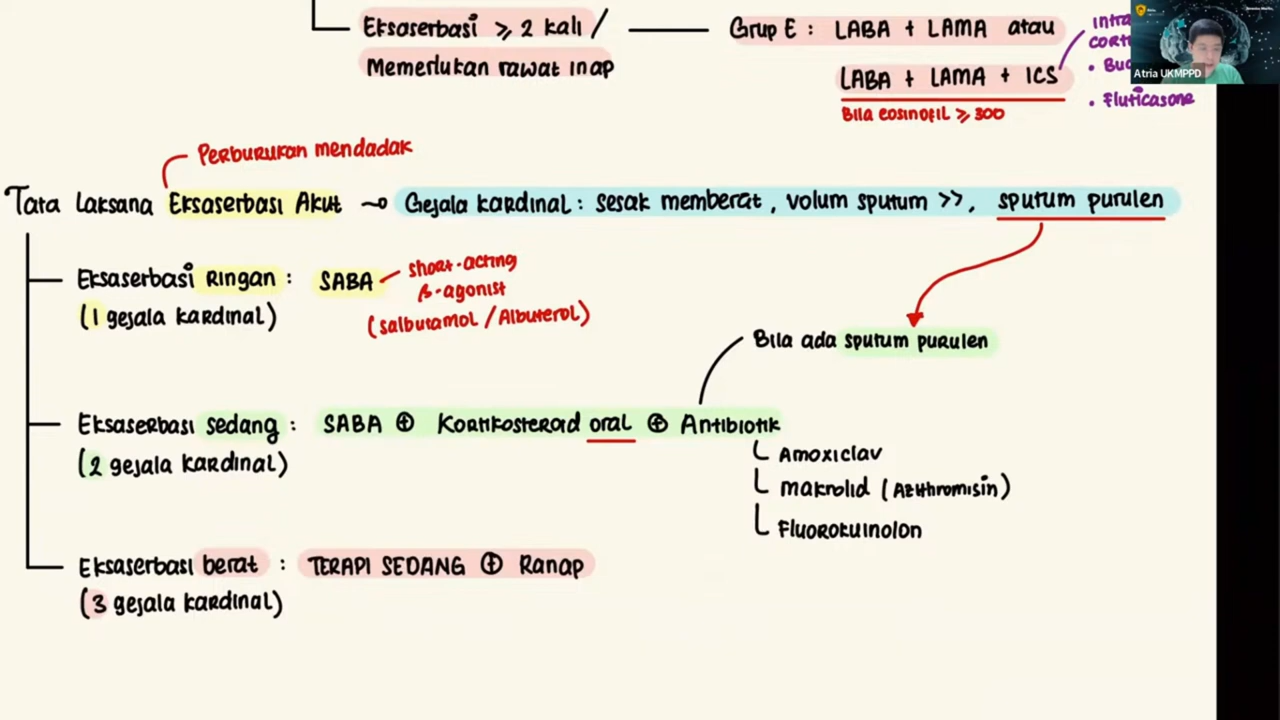 Eksaserbasi ≥ 2 kali /
Memerlukan rawat inap
Grup E : LABA + LAMA atau
LABA + LAMA + ICS
Bila eosinofil ≥ 300
• Fluticasone
Atria UKMPPD
Perburukan mendadak
Tata Laksana Eksaserbasi Akut → Gejala kardinal : sesak memberat , volum sputum >> , sputum purulen
Eksaserbasi Ringan : SABA
(1 gejala kardinal)
short-acting
β-agonist
(salbutamol / Albuterol)
Bila ada sputum purulen
Eksaserbasi sedang : SABA ⊕ Kortikosteroid oral ⊕ Antibiotik
(2 gejala kardinal)
Amoxiclav
makrolid (Azithromisin)
Fluorokuinolon
Eksaserbasi berat : TERAPI SEDANG ⊕ Ranap
(3 gejala kardinal)